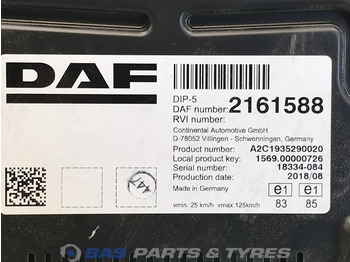 DAF
DIP-5
DAF number: 2161588
RVI number:
Continental Automotive GmbH
D-78052 Villingen - Schwenningen, Germany
Product key: A2C1935290020
Local product key: 1569.00000726
Serial number: 18334-084
Production date: 2018/08
Made in Germany
e1 e1
vmin. 25 km/h vmax.125km/h 83 85
BAS PARTS & TYRES